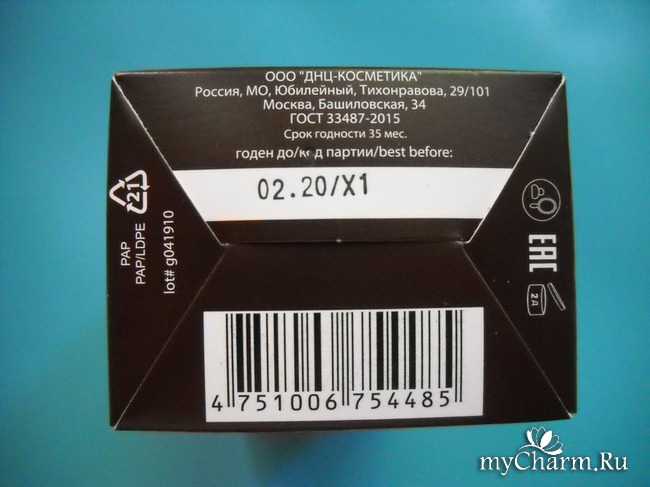 ООО "ДНЦ-КОСМЕТИКА"
Россия, МО, Юбилейный, Тихонравова, 29/101
Москва, Башиловская, 34
ГОСТ 33487-2015
Срок годности 35 мес.
годен до/код партии/best before:
02.20/X1
21
PAP
PAP/LDPE
lot# g041910
EAC
2Д
4 751006 754485
myCharm.Ru